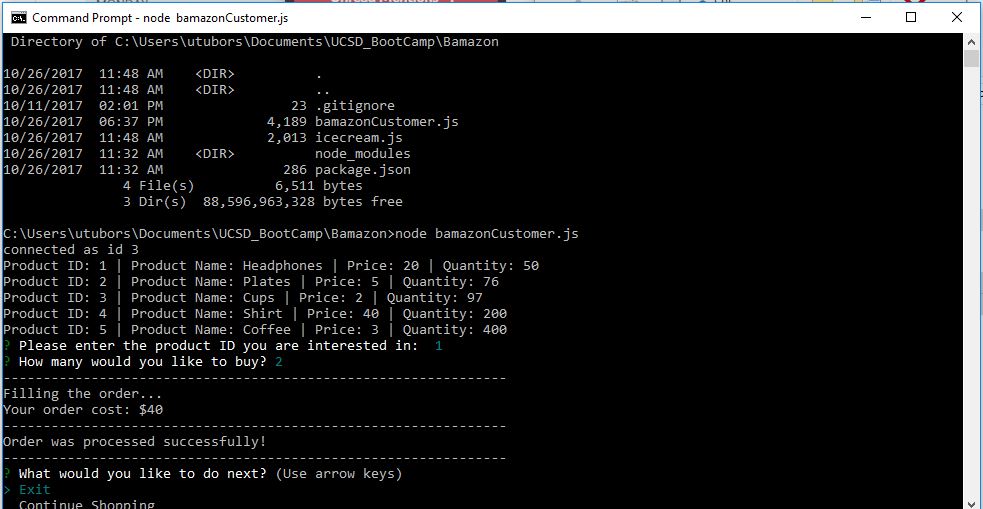 Command Prompt - node bamazonCustomer.js
Directory of C:\Users\utubors\Documents\UCSD_BootCamp\Bamazon
10/26/2017  11:48 AM    <DIR>          .
10/26/2017  11:48 AM    <DIR>          ..
10/11/2017  02:01 PM                23 .gitignore
10/26/2017  06:37 PM             4,189 bamazonCustomer.js
10/26/2017  11:48 AM             2,013 icecream.js
10/26/2017  11:32 AM    <DIR>          node_modules
10/26/2017  11:32 AM               286 package.json
4 File(s)          6,511 bytes
3 Dir(s)  88,596,963,328 bytes free
C:\Users\utubors\Documents\UCSD_BootCamp\Bamazon>node bamazonCustomer.js
connected as id 3
Product ID: 1 | Product Name: Headphones | Price: 20 | Quantity: 50
Product ID: 2 | Product Name: Plates | Price: 5 | Quantity: 76
Product ID: 3 | Product Name: Cups | Price: 2 | Quantity: 97
Product ID: 4 | Product Name: Shirt | Price: 40 | Quantity: 200
Product ID: 5 | Product Name: Coffee | Price: 3 | Quantity: 400
? Please enter the product ID you are interested in:  1
? How many would you like to buy? 2
---------------------------------------------------------------
Filling the order...
Your order cost: $40
---------------------------------------------------------------
Order was processed successfully!
---------------------------------------------------------------
? What would you like to do next? (Use arrow keys)
> Exit
Continue Shopping